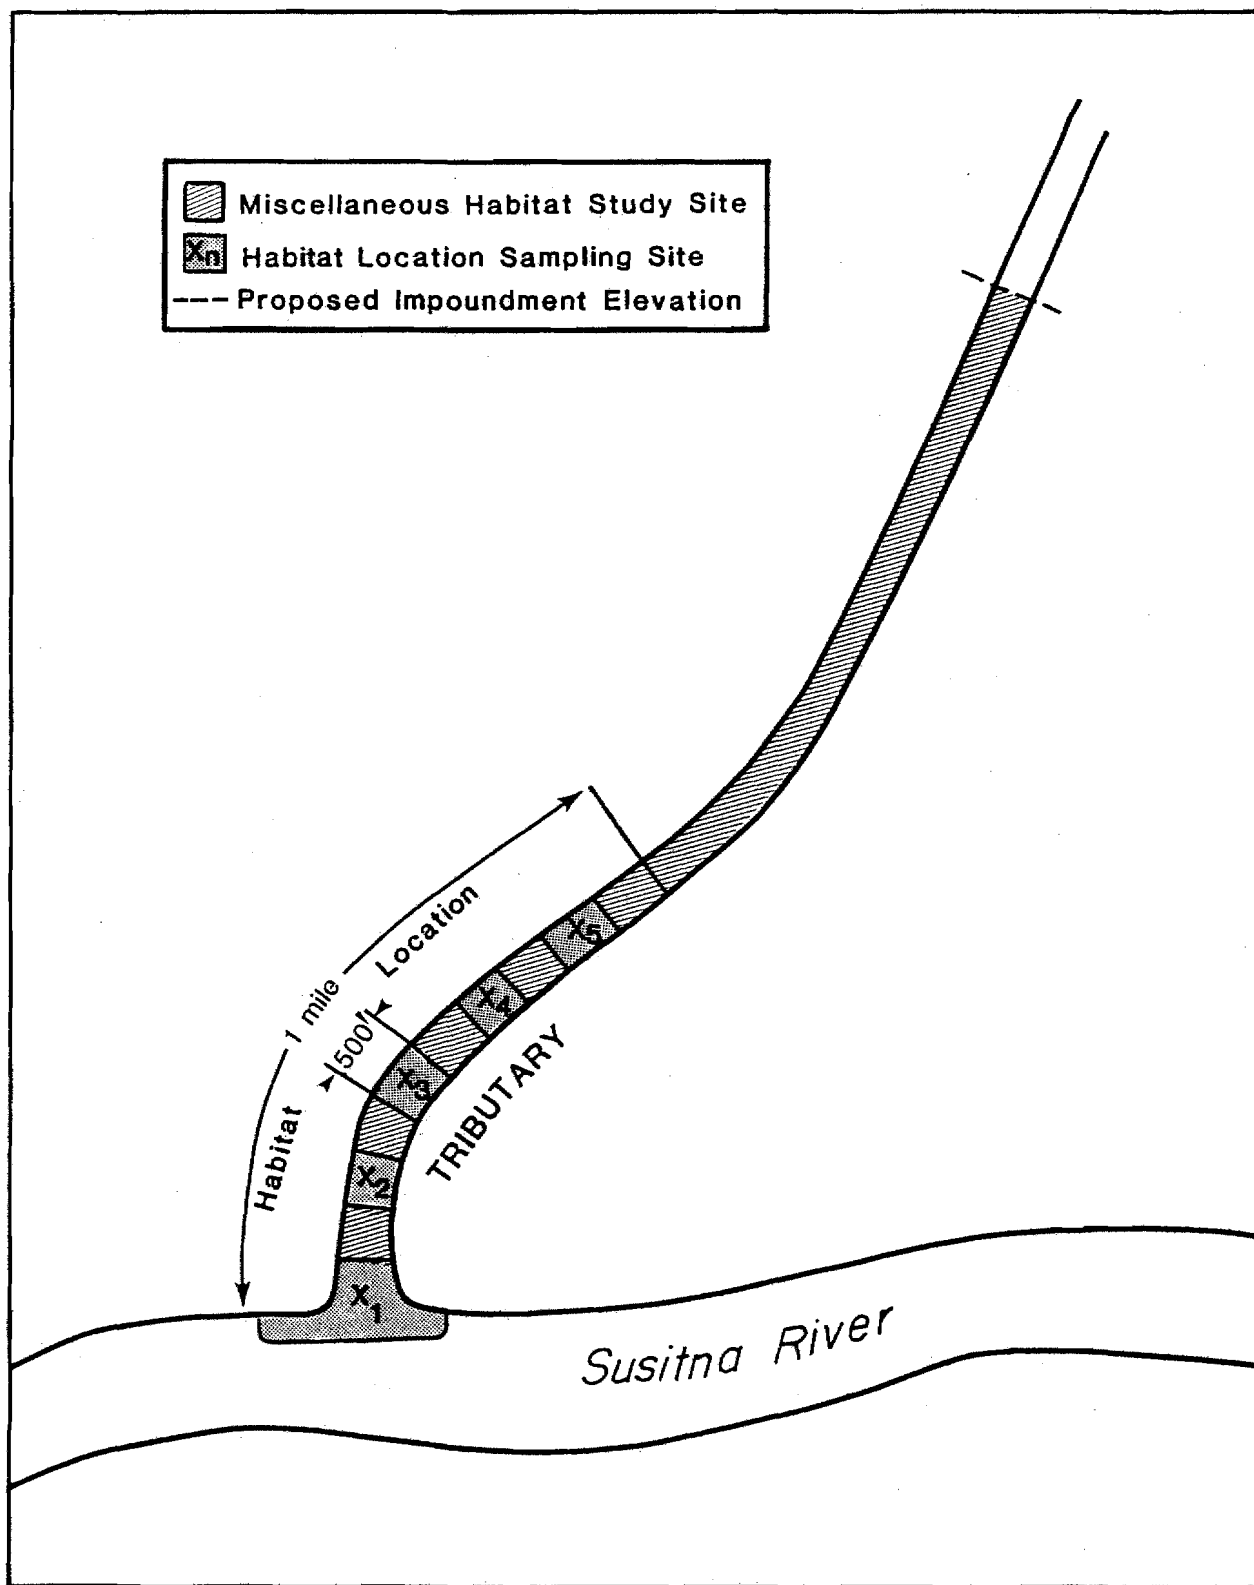 Miscellaneous Habitat Study Site
Xn Habitat Location Sampling Site
--- Proposed Impoundment Elevation
Habitat Location
1 mile
500'
X5
X4
X3
X2
X1
TRIBUTARY
Susitna River